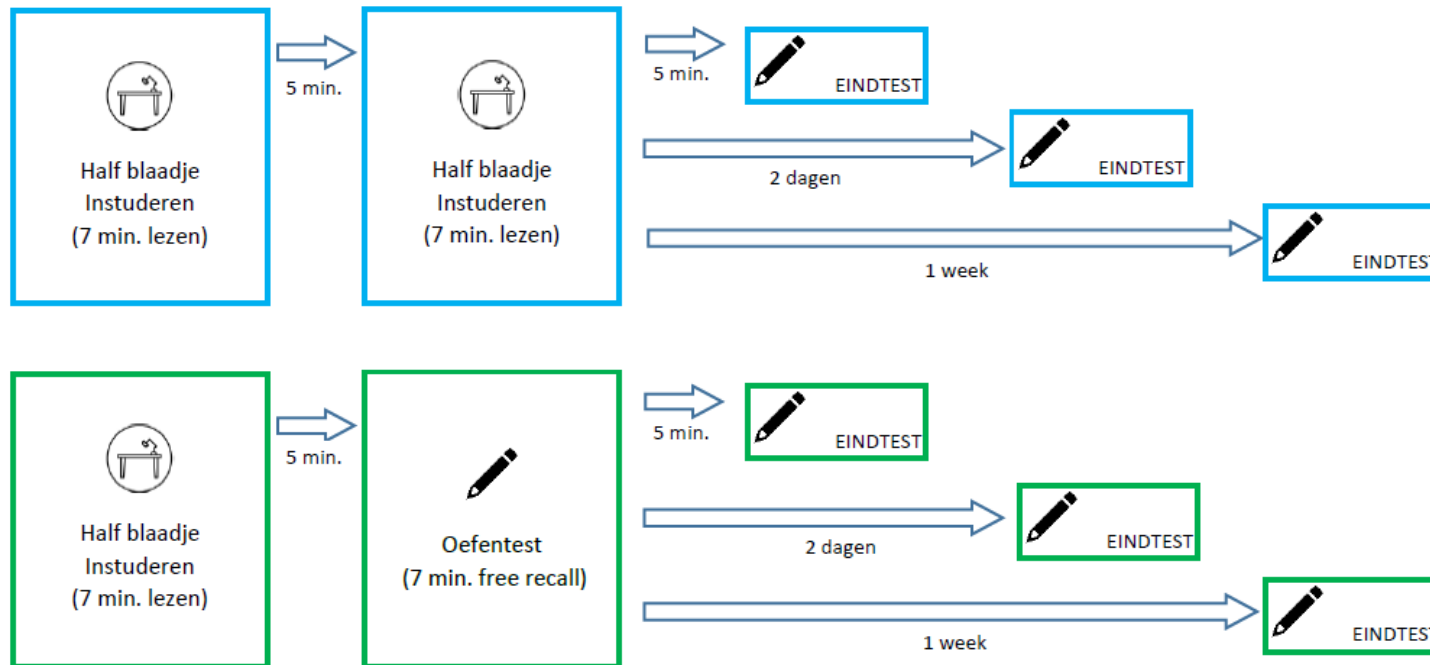 5 min.
Half blaadje
Instuderen
(7 min. lezen)
Half blaadje
Instuderen
(7 min. lezen)
5 min.
EINDTEST
2 dagen
EINDTEST
1 week
EINDTEST
5 min.
Half blaadje
Instuderen
(7 min. lezen)
Oefentest
(7 min. free recall)
5 min.
EINDTEST
2 dagen
EINDTEST
1 week
EINDTEST